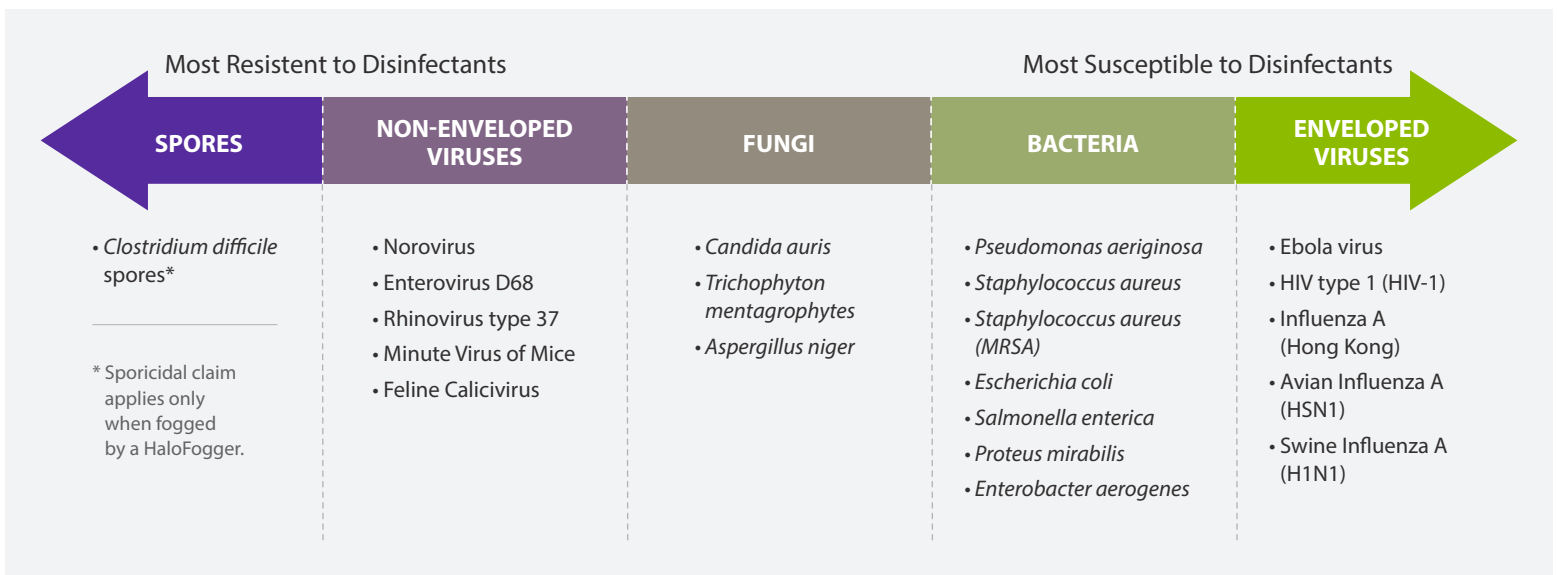 Most Resistent to Disinfectants
Most Susceptible to Disinfectants
SPORES
NON-ENVELOPED
VIRUSES
FUNGI
BACTERIA
ENVELOPED
VIRUSES
• Clostridium difficile
spores*
* Sporicidal claim
applies only
when fogged
by a HaloFogger.
• Norovirus
• Enterovirus D68
• Rhinovirus type 37
• Minute Virus of Mice
• Feline Calicivirus
• Candida auris
• Trichophyton
mentagrophytes
• Aspergillus niger
• Pseudomonas aeriginosa
• Staphylococcus aureus
• Staphylococcus aureus
(MRSA)
• Escherichia coli
• Salmonella enterica
• Proteus mirabilis
• Enterobacter aerogenes
• Ebola virus
• HIV type 1 (HIV-1)
• Influenza A
(Hong Kong)
• Avian Influenza A
(HSN1)
• Swine Influenza A
(H1N1)